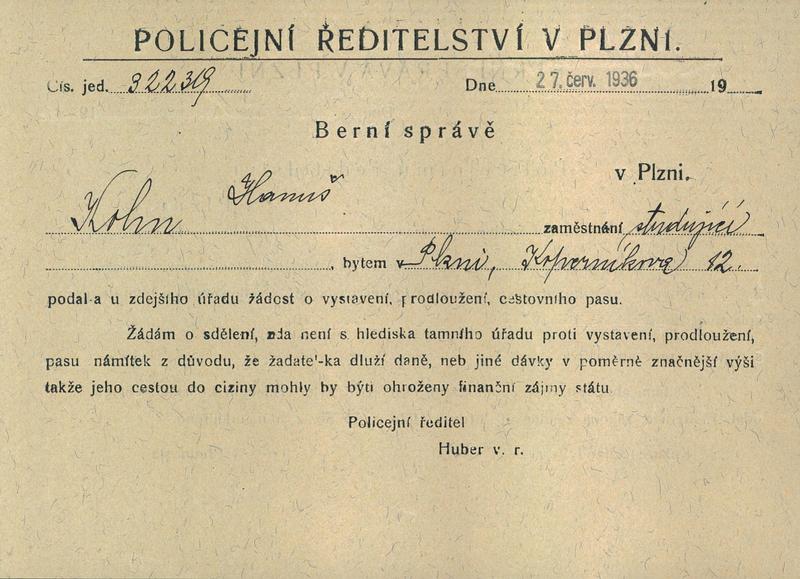 POLICEJNÍ ŘEDITELSTVÍ V PLZNI.
Čís. jed. 32239 Dne 27. červ. 1936 19
Berní správě
v Plzni.
Kohn Hanuš zaměstnání studující
, bytem v Plzni, Koperníkova 12.
podal-a u zdejšího úřadu žádost o vystavení, prodloužení, cestovního pasu.
Žádám o sdělení, zda není s hlediska tamního úřadu proti vystavení, prodloužení,
pasu námitek z důvodu, že žadatel-ka dluží daně, neb jiné dávky v poměrně značnější výši
takže jeho cestou do ciziny mohly by býti ohroženy finanční zájmy státu
Policejní ředitel
Huber v. r.